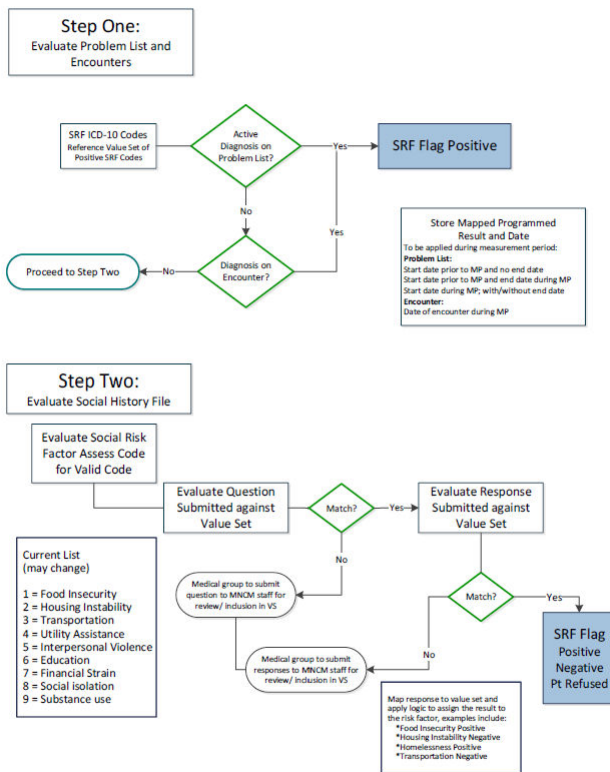 Step One:
Evaluate Problem List and
Encounters
SRF ICD-10 Codes
Reference Value Set of
Positive SRF Codes
Active
Diagnosis on
Problem List?
Yes
SRF Flag Positive
No
Yes
Store Mapped Programmed
Result and Date
To be applied during measurement period:
Problem List:
Start date prior to MP and no end date
Start date prior to MP and end date during MP
Start date during MP; with/without end date
Encounter:
Date of encounter during MP
Proceed to Step Two
No
Diagnosis on
Encounter?
Step Two:
Evaluate Social History File
Evaluate Social Risk
Factor Assess Code
for Valid Code
Evaluate Question
Submitted against
Value Set
Match?
Yes
Evaluate Response
Submitted against
Value Set
Current List
(may change)
1 = Food Insecurity
2 = Housing Instability
3 = Transportation
4 = Utility Assistance
5 = Interpersonal Violence
6 = Education
7 = Financial Strain
8 = Social isolation
9 = Substance use
No
Medical group to submit
question to MNCM staff for
review/ inclusion in VS
Match?
Yes
No
Medical group to submit
responses to MNCM staff for
review/ inclusion in VS
SRF Flag
Positive
Negative
Pt Refused
Map response to value set and
apply logic to assign the result to
the risk factor, examples include:
*Food Insecurity Positive
*Housing Instability Negative
*Homelessness Positive
*Transportation Negative